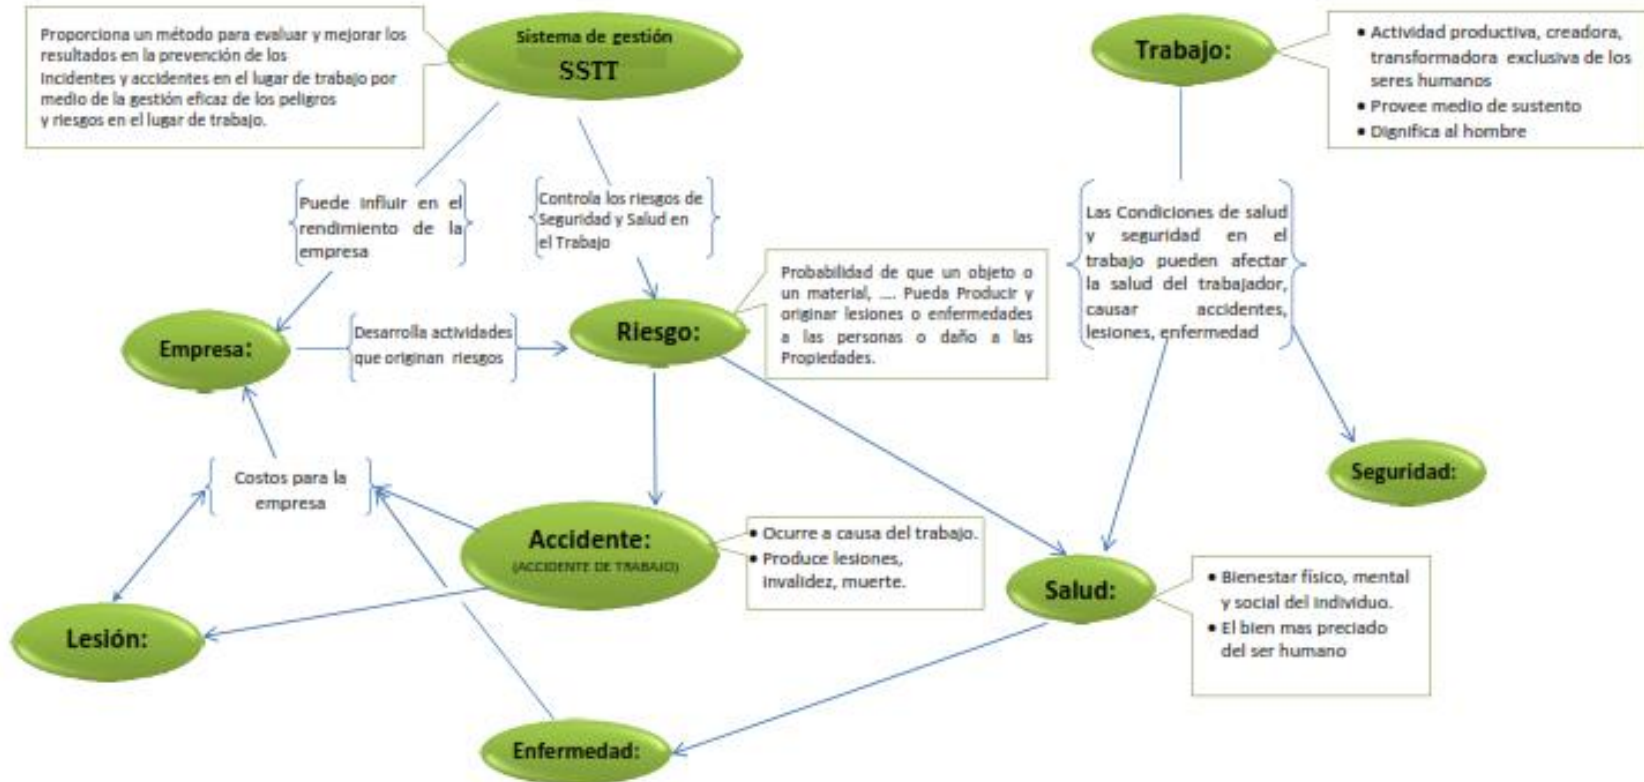 Proporciona un método para evaluar y mejorar los
resultados en la prevención de los
incidentes y accidentes en el lugar de trabajo por
medio de la gestión eficaz de los peligros
y riesgos en el lugar de trabajo.
Sistema de gestión
SSTT
Trabajo:
• Actividad productiva, creadora,
transformadora exclusiva de los
seres humanos
• Provee medio de sustento
• Dignifica al hombre
Puede influir en el
rendimiento de la
empresa
Controla los riesgos de
Seguridad y Salud en
el Trabajo
Las Condiciones de salud
y seguridad en el
trabajo pueden afectar
la salud del trabajador,
causar accidentes,
lesiones, enfermedad
Empresa:
Desarrolla actividades
que originan riesgos
Riesgo:
Probabilidad de que un objeto o
un material, .... Pueda Producir y
originar lesiones o enfermedades
a las personas o daño a las
Propiedades.
Seguridad:
Costos para la
empresa
Accidente:
(ACCIDENTE DE TRABAJO)
• Ocurre a causa del trabajo.
• Produce lesiones,
invalidez, muerte.
Salud:
• Bienestar físico, mental
y social del individuo.
• El bien mas preciado
del ser humano
Lesión:
Enfermedad: